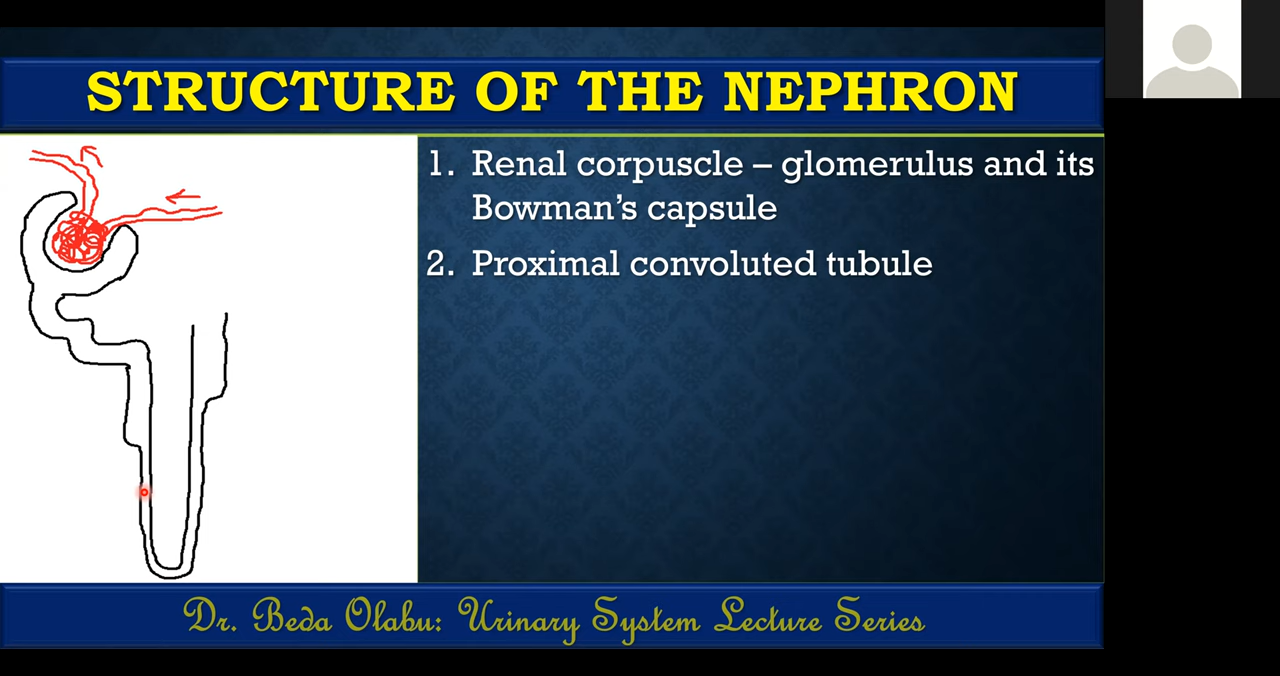 STRUCTURE OF THE NEPHRON
1. Renal corpuscle – glomerulus and its
Bowman's capsule
2. Proximal convoluted tubule
Dr. Beda Olabu: Urinary System Lecture Series